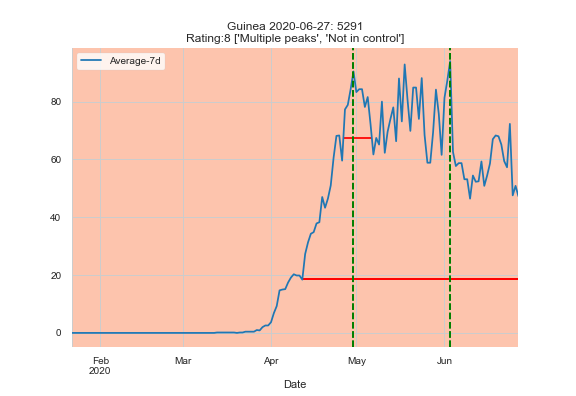 Guinea 2020-06-27: 5291
Rating:8 ['Multiple peaks', 'Not in control']
Average-7d
80
60
40
20
0
Feb
2020
Mar
Apr
May
Jun
Date